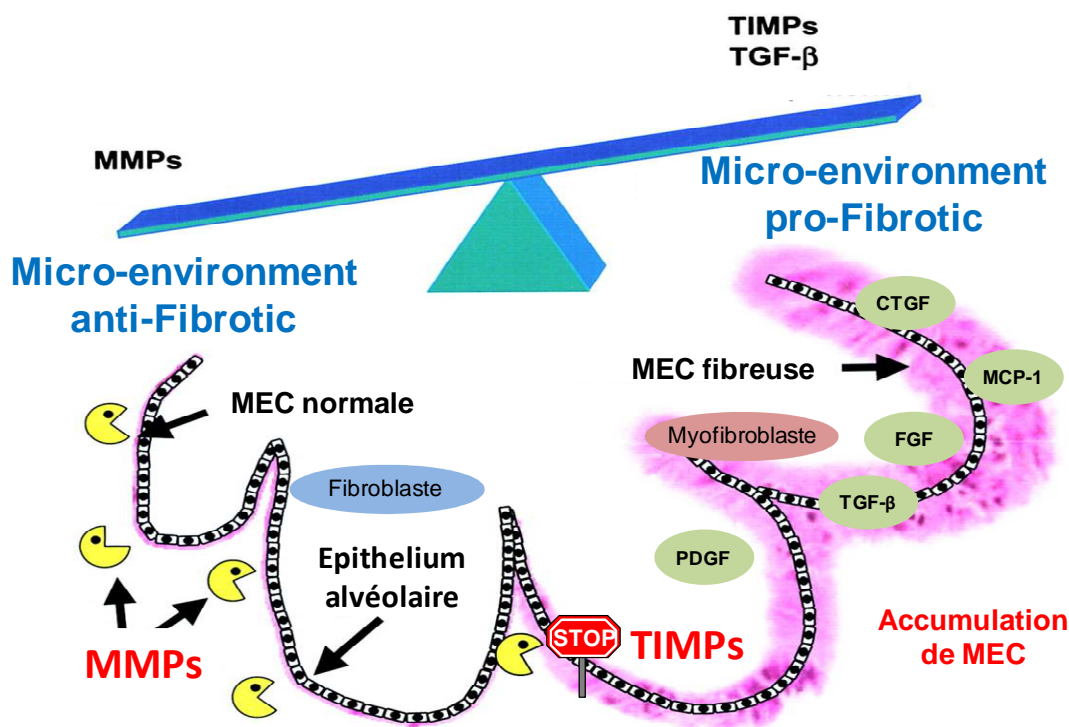 TIMPs
TGF-β
MMPs
Micro-environment
pro-Fibrotic
Micro-environment
anti-Fibrotic
CTGF
MEC fibreuse
MCP-1
MEC normale
Myofibroblaste
FGF
Fibroblaste
TGF-β
PDGF
Epithelium
alvéolaire
STOP
TIMPs
Accumulation
de MEC
MMPs